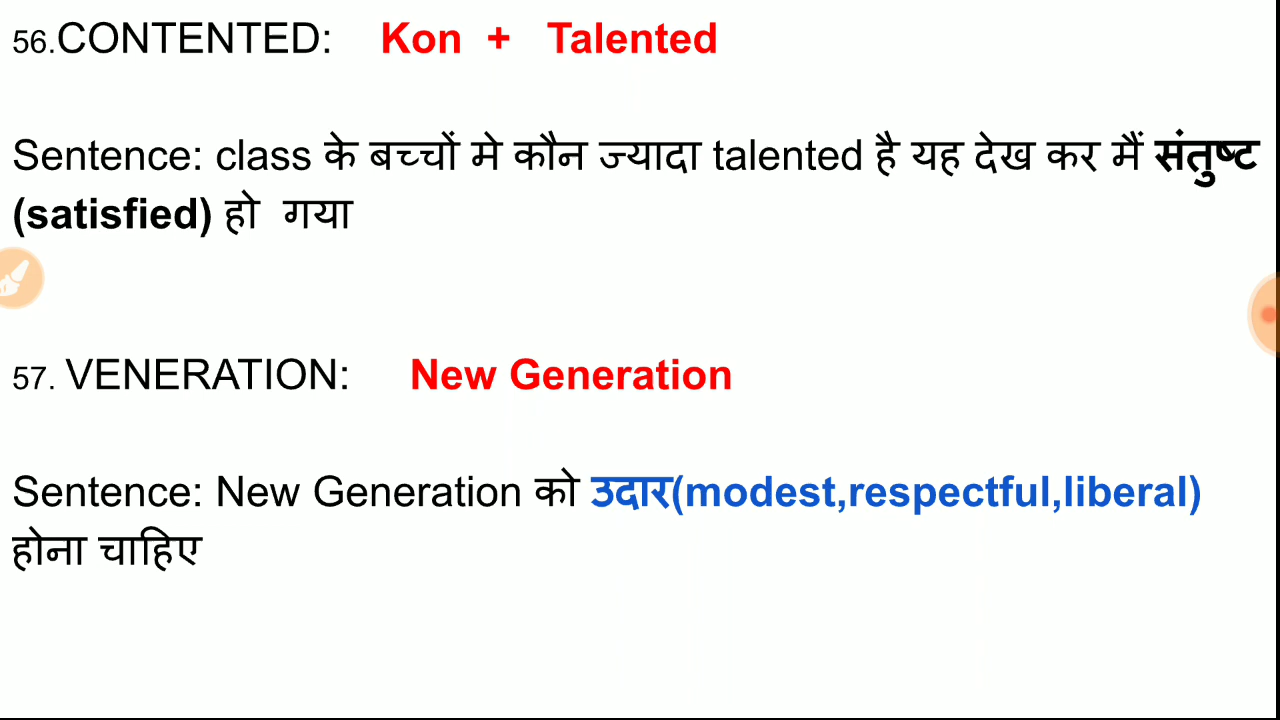 56.CONTENTED: Kon + Talented
Sentence: class के बच्चों मे कौन ज्यादा talented है यह देख कर मैं संतुष्ट
(satisfied) हो गया
57. VENERATION: New Generation
Sentence: New Generation को उदार(modest,respectful,liberal)
होना चाहिए